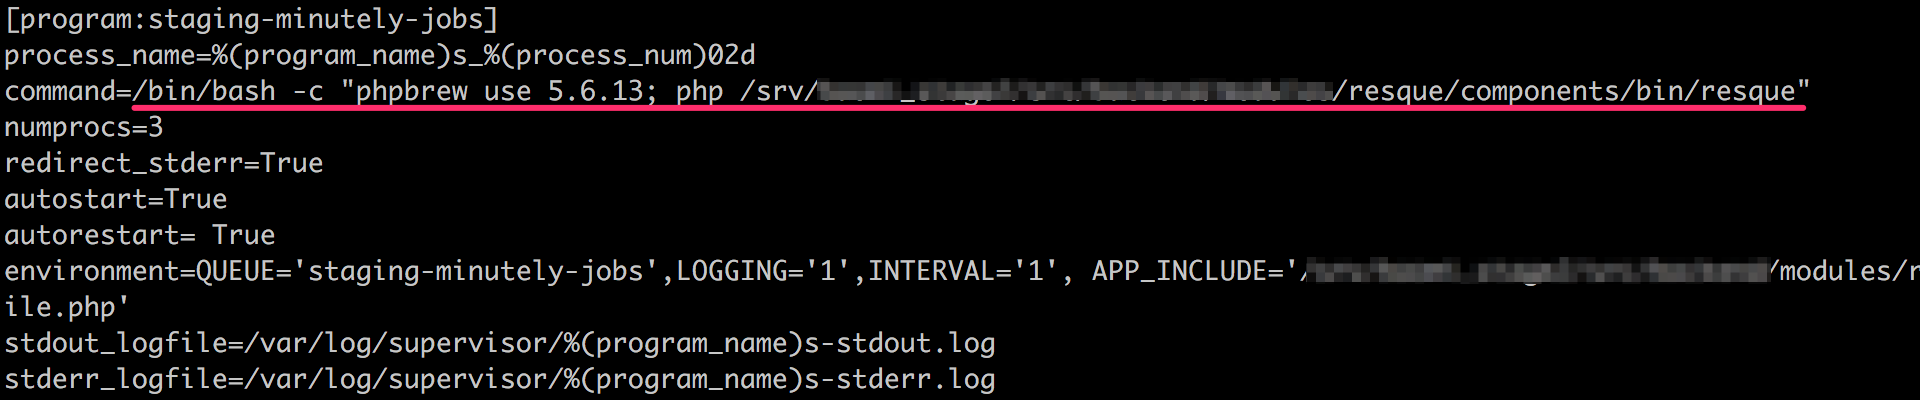 [program:staging-minutely-jobs]
process_name=%(program_name)s_%(process_num)02d
command=/bin/bash -c "phpbrew use 5.6.13; php /srv/ /resque/components/bin/resque"
numprocs=3
redirect_stderr=True
autostart=True
autorestart= True
environment=QUEUE='staging-minutely-jobs',LOGGING='1',INTERVAL='1', APP_INCLUDE='/ /modules/r
ile.php'
stdout_logfile=/var/log/supervisor/%(program_name)s-stdout.log
stderr_logfile=/var/log/supervisor/%(program_name)s-stderr.log